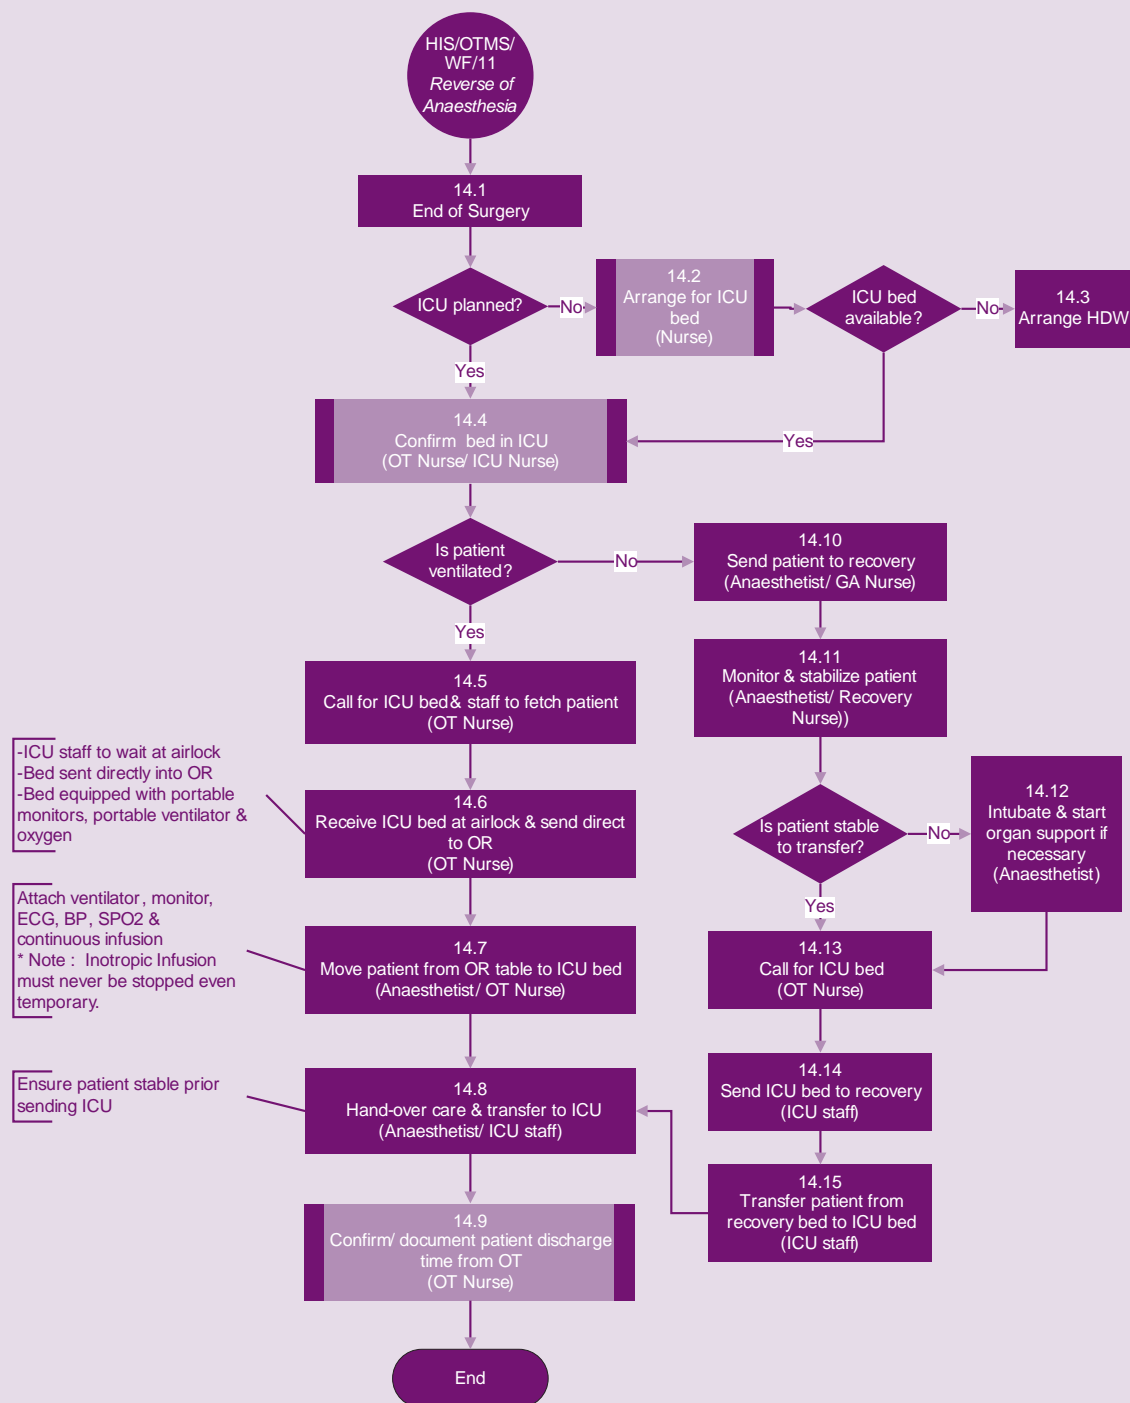 HIS/OTMS/
WF/11
Reverse of
Anaesthesia
14.1
End of Surgery
ICU planned?
No
14.2
Arrange for ICU
bed
(Nurse)
ICU bed
available?
No
14.3
Arrange HDW
Yes
Yes
14.4
Confirm bed in ICU
(OT Nurse/ ICU Nurse)
Is patient
ventilated?
No
14.10
Send patient to recovery
(Anaesthetist/ GA Nurse)
Yes
14.11
Monitor & stabilize patient
(Anaesthetist/ Recovery
Nurse))
14.5
Call for ICU bed & staff to fetch patient
(OT Nurse)
-ICU staff to wait at airlock
-Bed sent directly into OR
-Bed equipped with portable
monitors, portable ventilator &
oxygen
14.6
Receive ICU bed at airlock & send direct
to OR
(OT Nurse)
Is patient stable
to transfer?
No
14.12
Intubate & start
organ support if
necessary
(Anaesthetist)
Yes
Attach ventilator, monitor,
ECG, BP, SPO2 &
continuous infusion
* Note : Inotropic Infusion
must never be stopped even
temporary.
14.7
Move patient from OR table to ICU bed
(Anaesthetist/ OT Nurse)
14.13
Call for ICU bed
(OT Nurse)
Ensure patient stable prior
sending ICU
14.8
Hand-over care & transfer to ICU
(Anaesthetist/ ICU staff)
14.14
Send ICU bed to recovery
(ICU staff)
14.15
Transfer patient from
recovery bed to ICU bed
(ICU staff)
14.9
Confirm/ document patient discharge
time from OT
(OT Nurse)
End